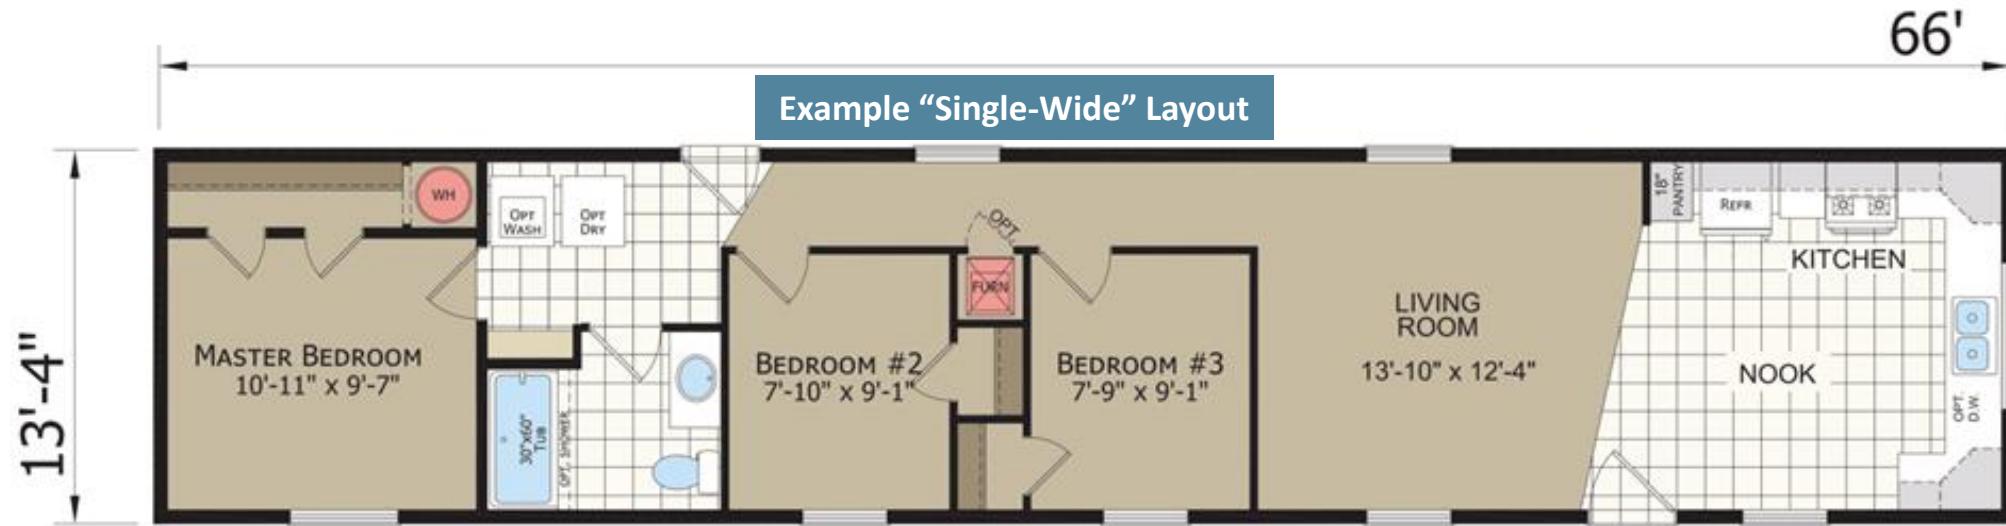 66'
Example “Single-Wide” Layout
13'-4"
WH
OPT
WASH
OPT
DRY
OPT.
FURN
18"
PANTRY
REFR
KITCHEN
MASTER BEDROOM
10'-11" x 9'-7"
30"x60"
TUB
OPT. SHOWER
BEDROOM #2
7'-10" x 9'-1"
BEDROOM #3
7'-9" x 9'-1"
LIVING
ROOM
13'-10" x 12'-4"
NOOK
OPT.
D.W.